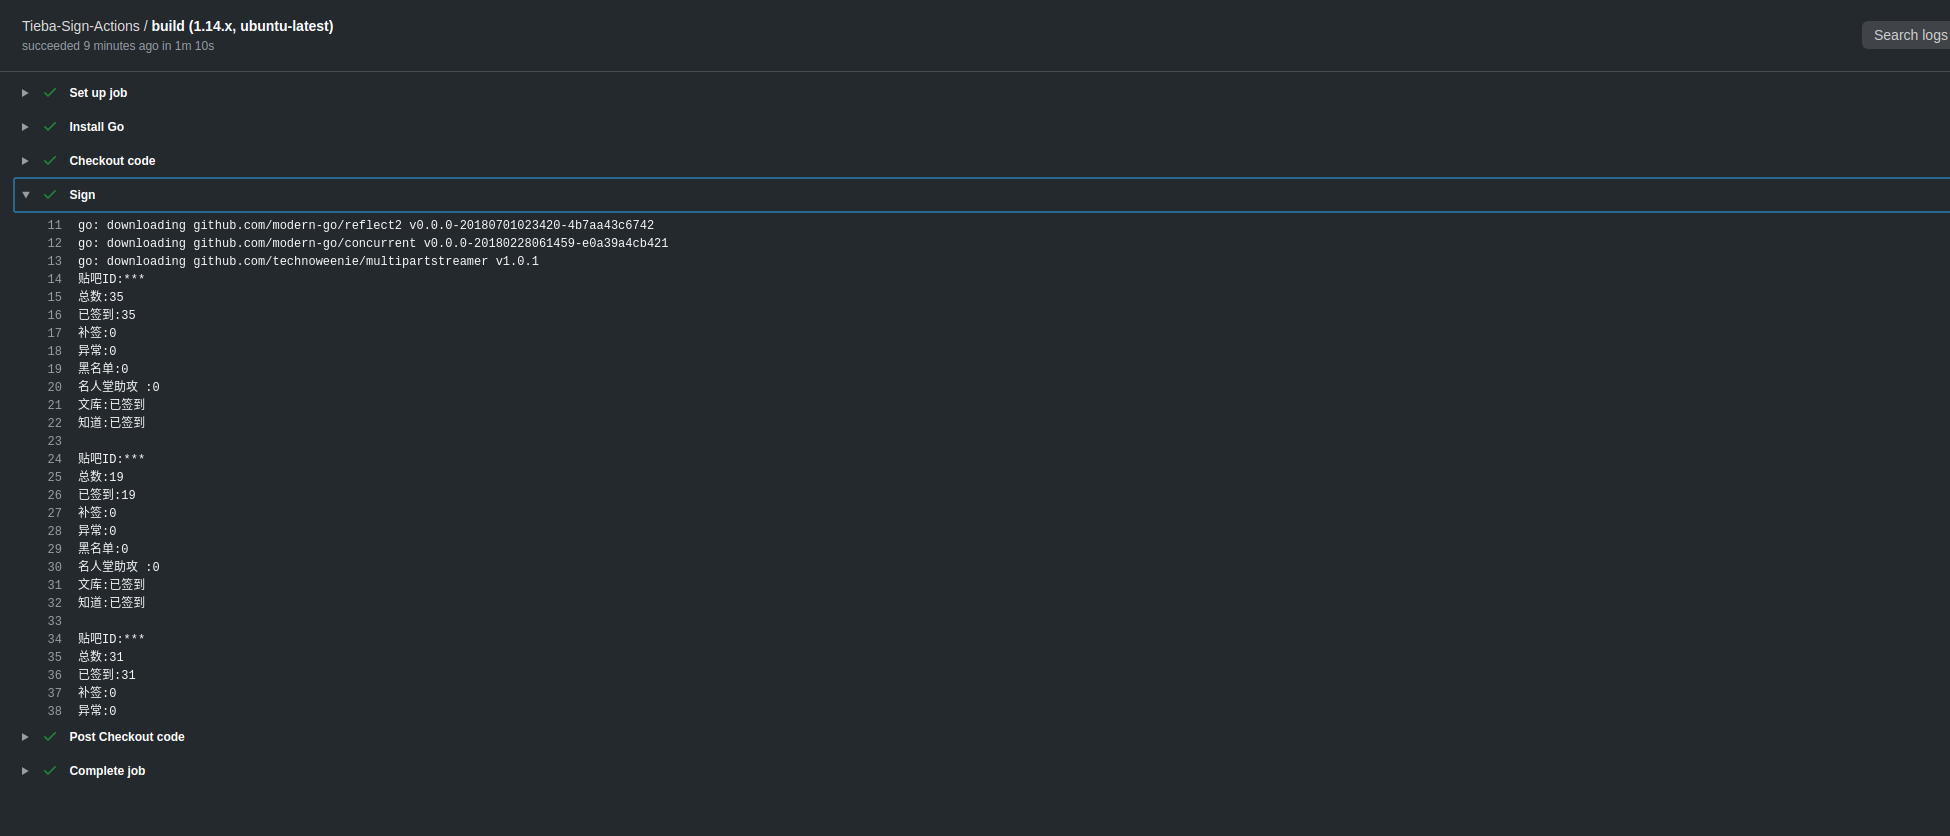 Tieba-Sign-Actions / build (1.14.x, ubuntu-latest)
succeeded 9 minutes ago in 1m 10s
Search logs
Set up job
Install Go
Checkout code
Sign
11 go: downloading github.com/modern-go/reflect2 v0.0.0-20180701023420-4b7aa43c6742
12 go: downloading github.com/modern-go/concurrent v0.0.0-20180228061459-e0a39a4cb421
13 go: downloading github.com/technoweenie/multipartstreamer v1.0.1
14 贴吧ID:***
15 总数:35
16 已签到:35
17 补签:0
18 异常:0
19 黑名单:0
20 名人堂助攻 :0
21 文库:已签到
22 知道:已签到
23
24 贴吧ID:***
25 总数:19
26 已签到:19
27 补签:0
28 异常:0
29 黑名单:0
30 名人堂助攻 :0
31 文库:已签到
32 知道:已签到
33
34 贴吧ID:***
35 总数:31
36 已签到:31
37 补签:0
38 异常:0
Post Checkout code
Complete job